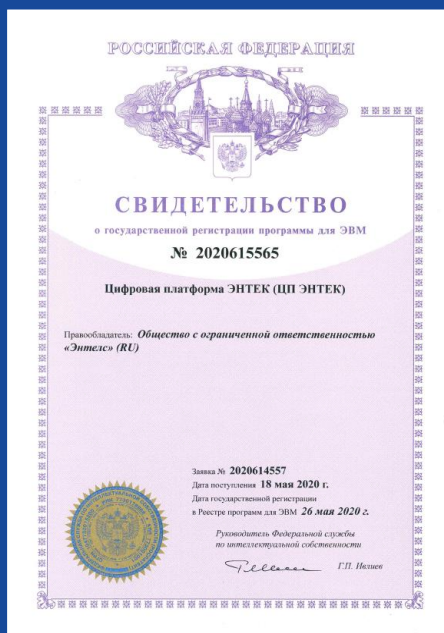 РОССИЙСКАЯ ФЕДЕРАЦИЯ
СВИДЕТЕЛЬСТВО
о государственной регистрации программы для ЭВМ
№ 2020615565
Цифровая платформа ЭНТЕК (ЦП ЭНТЕК)
Правообладатель: Общество с ограниченной ответственностью
«Энтелс» (RU)
Заявка № 2020614557
Дата поступления 18 мая 2020 г.
Дата государственной регистрации
в Реестре программ для ЭВМ 26 мая 2020 г.
Руководитель Федеральной службы
по интеллектуальной собственности
Г.П. Ивлиев